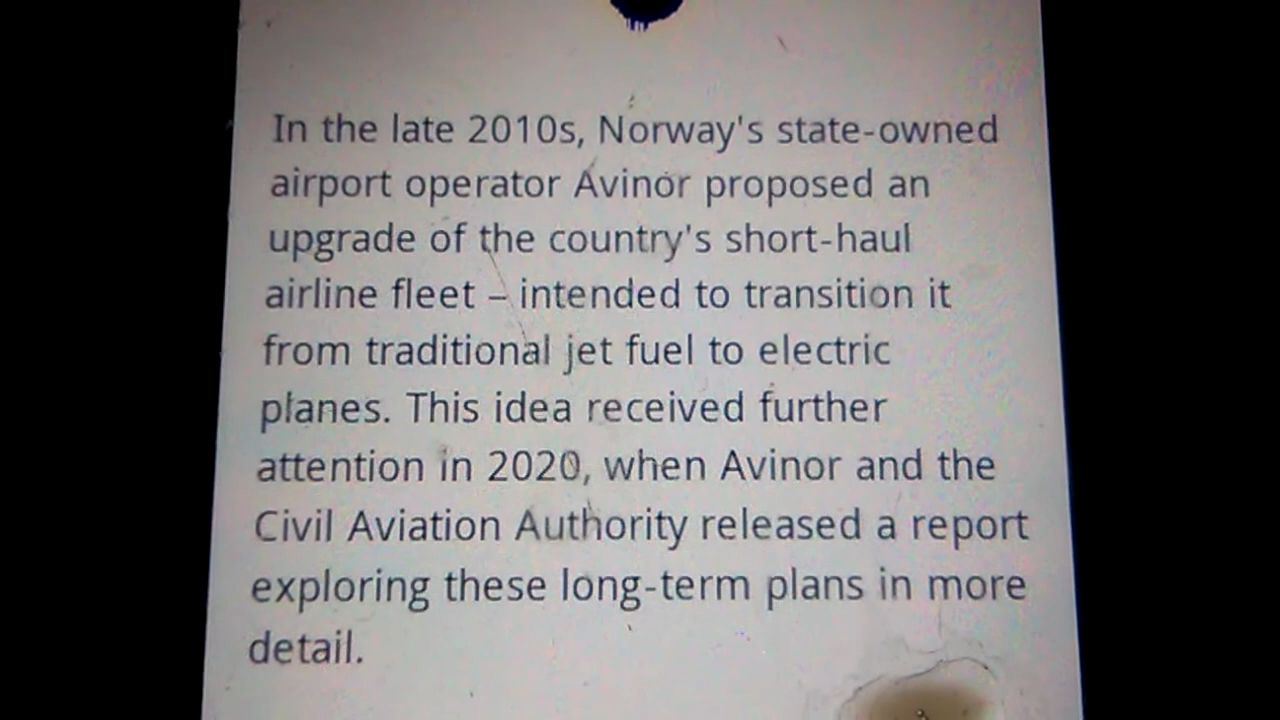 In the late 2010s, Norway's state-owned
airport operator Avinor proposed an
upgrade of the country's short-haul
airline fleet – intended to transition it
from traditional jet fuel to electric
planes. This idea received further
attention in 2020, when Avinor and the
Civil Aviation Authority released a report
exploring these long-term plans in more
detail.